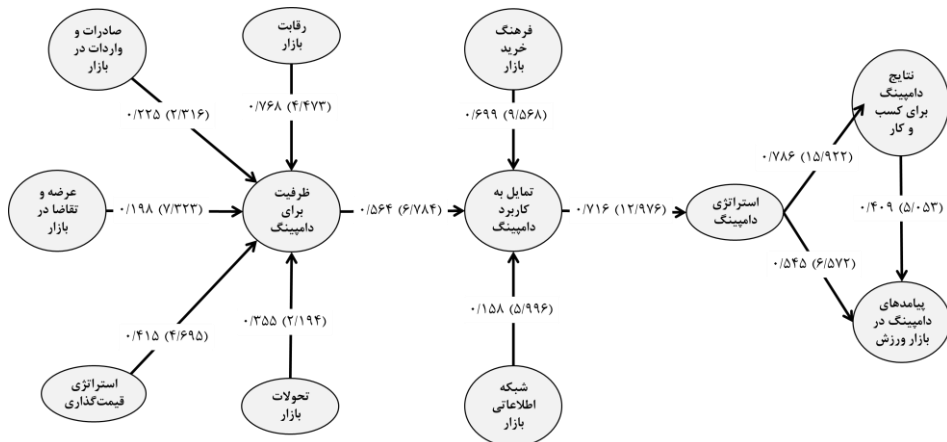 صادرات و
واردات در
بازار
رقابت
بازار
فرهنگ
خرید
بازار
نتایج
دامپینگ
برای کسب
و کار
۰/۲۲۵ (۲/۳۱۶)
۰/۷۶۸ (۴/۴۷۳)
۰/۶۹۹ (۹/۵۶۸)
۰/۷۸۶ (۱۵/۹۲۲)
عرضه و
تقاضا در
بازار
۰/۱۹۸ (۷/۳۲۳)
ظرفیت
برای
دامپینگ
۰/۵۶۴ (۶/۷۸۴)
تمایل به
کاربرد
دامپینگ
۰/۷۱۶ (۱۲/۹۷۶)
استراتژی
دامپینگ
۰/۴۰۹ (۵/۰۵۳)
۰/۵۴۵ (۶/۵۷۲)
۰/۴۱۵ (۴/۶۹۵)
۰/۳۵۵ (۲/۱۹۴)
۰/۱۵۸ (۵/۹۹۶)
پیامدهای
دامپینگ در
بازار ورزش
استراتژی
قیمت‌گذاری
تحولات
بازار
شبکه
اطلاعاتی
بازار